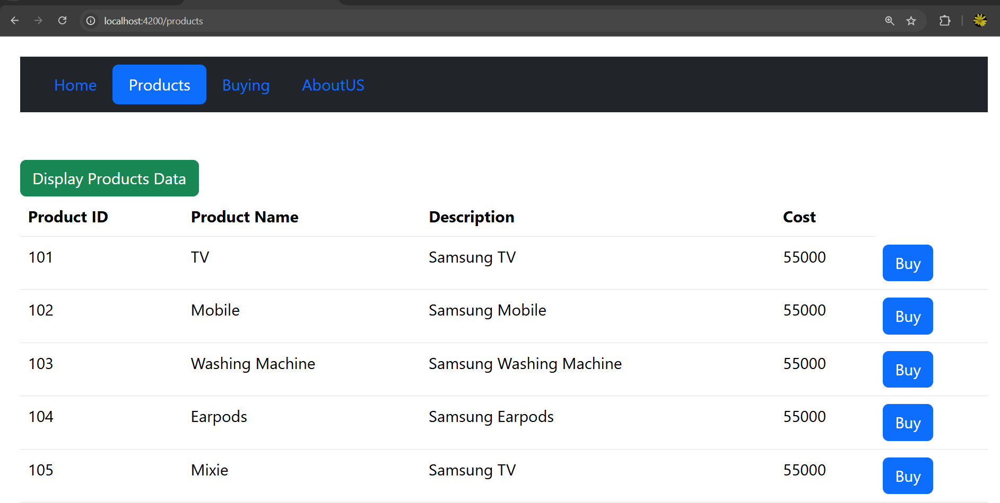 localhost:4200/products
Home Products Buying AboutUS
Display Products Data
Product ID Product Name Description Cost
101 TV Samsung TV 55000 Buy
102 Mobile Samsung Mobile 55000 Buy
103 Washing Machine Samsung Washing Machine 55000 Buy
104 Earpods Samsung Earpods 55000 Buy
105 Mixie Samsung TV 55000 Buy